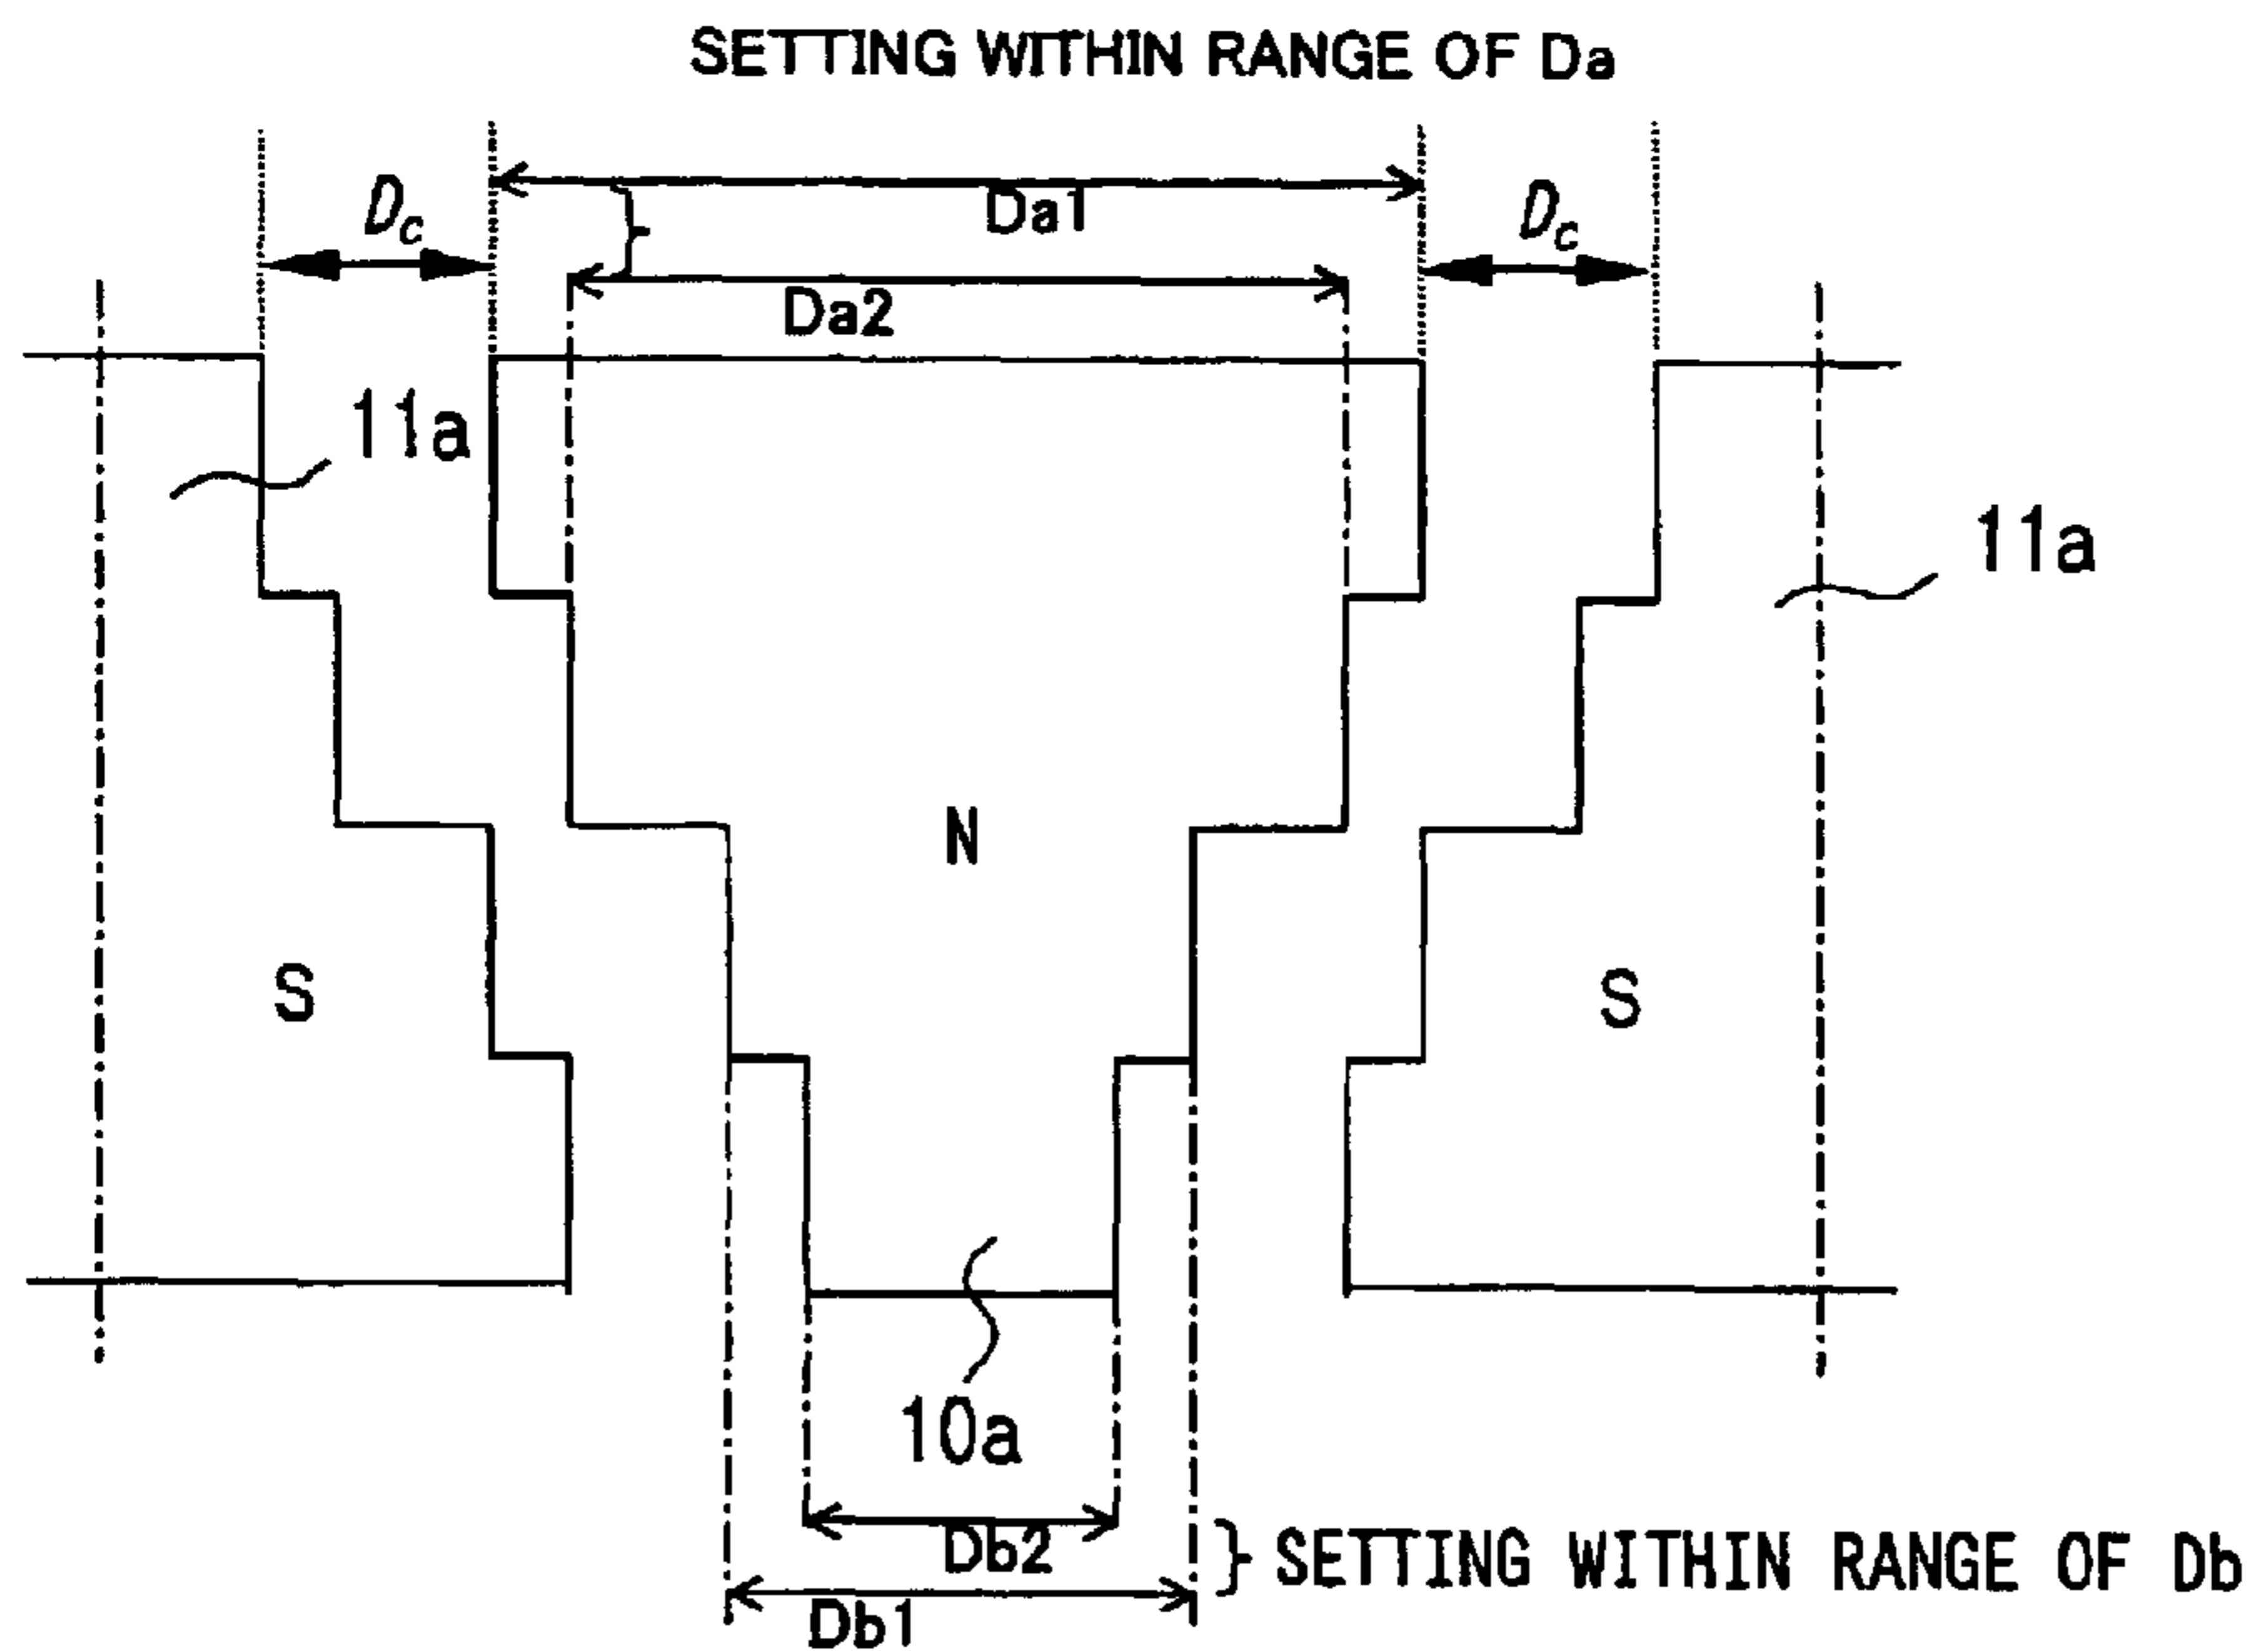 SETTING WITHIN RANGE OF Da
Dc
Da1
Dc
Da2
11a
11a
N
S
S
10a
Db2
} SETTING WITHIN RANGE OF Db
Db1